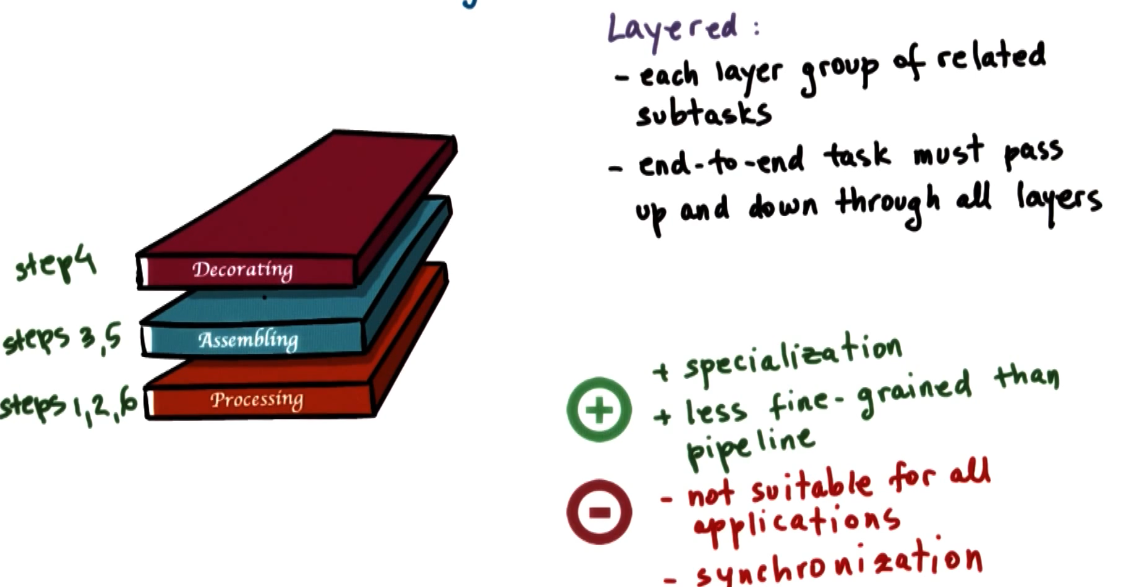 Layered :
- each layer group of related
subtasks
- end-to-end task must pass
up and down through all layers
step4
Decorating
steps 3,5
Assembling
steps 1,2,6
Processing
+ specialization
+ less fine-grained than
pipeline
- not suitable for all
applications
- synchronization